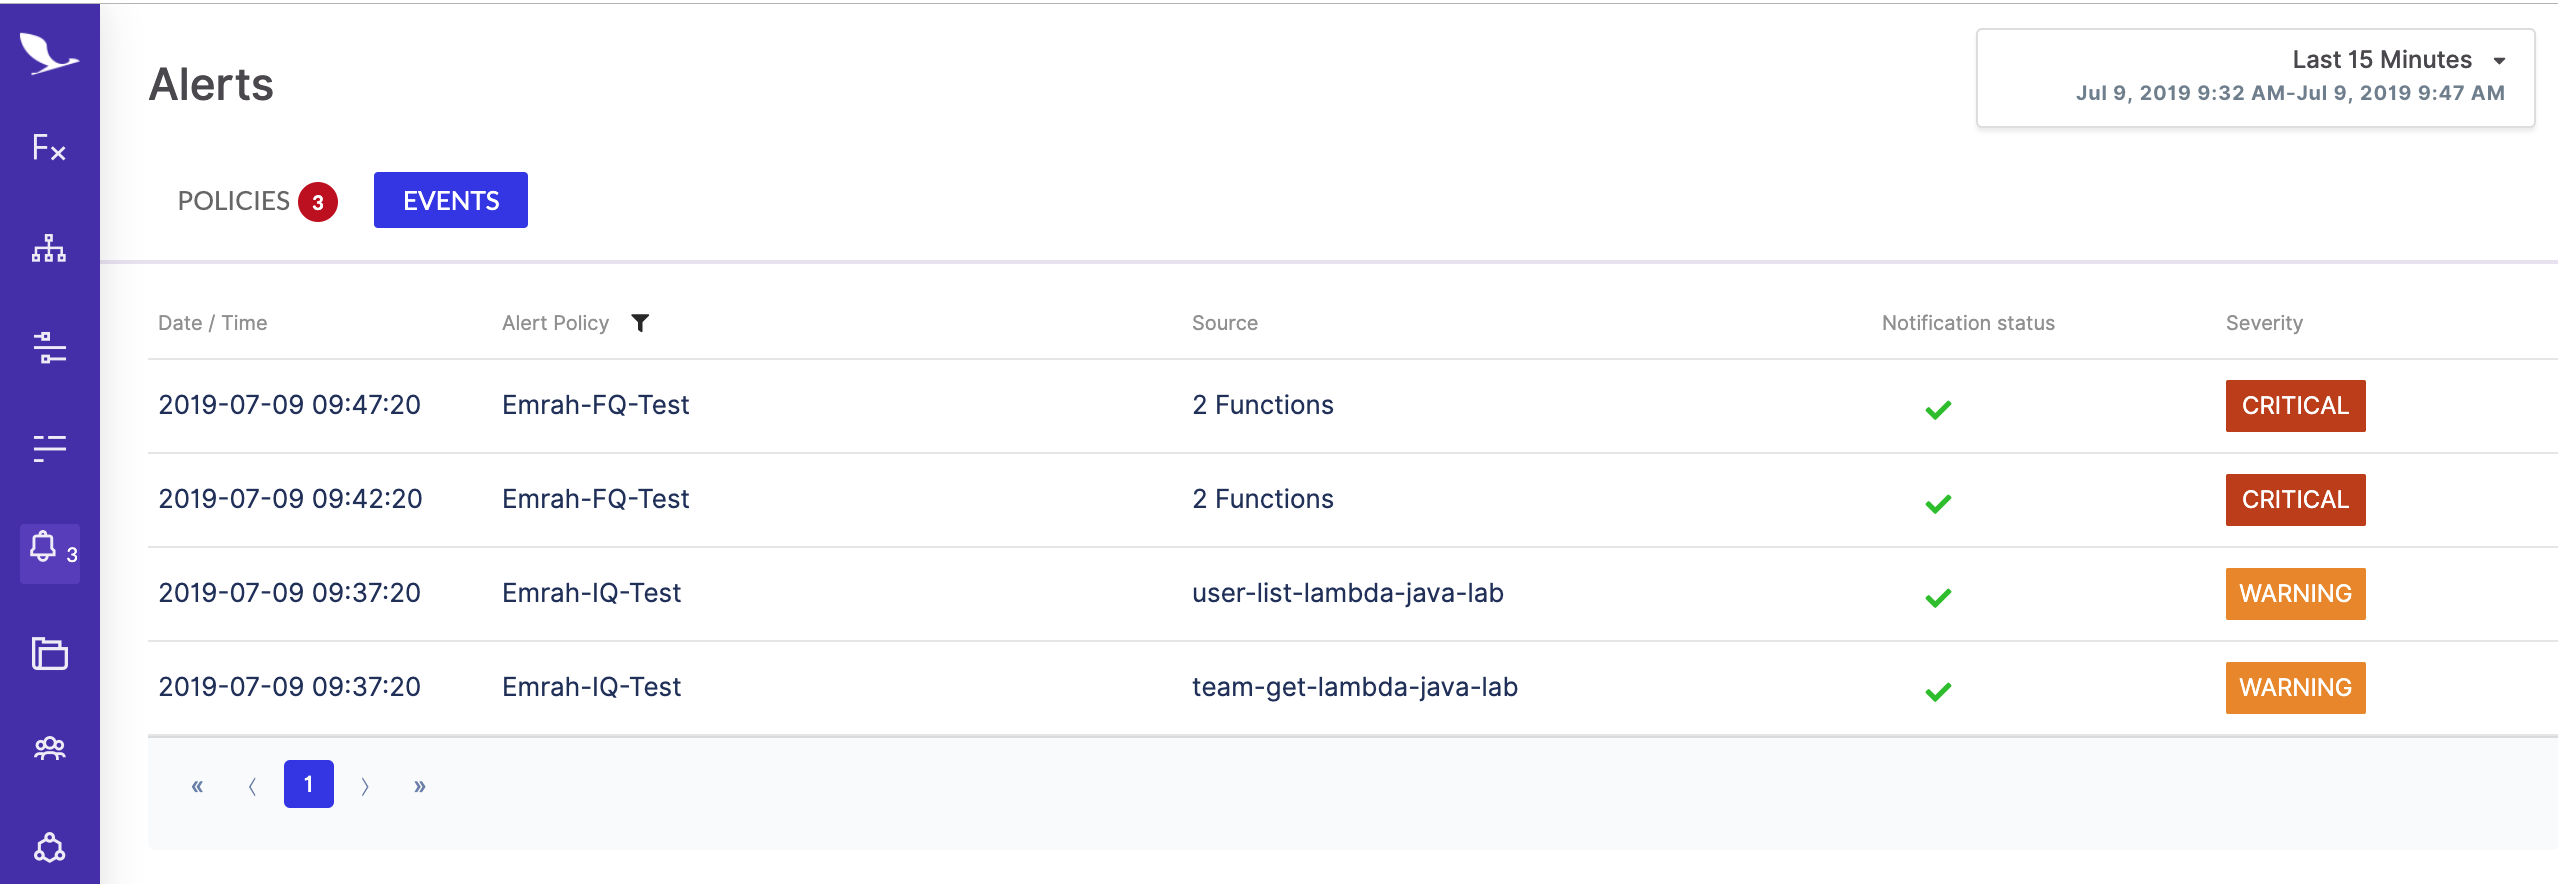 Alerts
Last 15 Minutes
Jul 9, 2019 9:32 AM-Jul 9, 2019 9:47 AM
Fx
POLICIES 3
EVENTS
Date / Time Alert Policy Source Notification status Severity
2019-07-09 09:47:20 Emrah-FQ-Test 2 Functions CRITICAL
2019-07-09 09:42:20 Emrah-FQ-Test 2 Functions CRITICAL
3
2019-07-09 09:37:20 Emrah-IQ-Test user-list-lambda-java-lab WARNING
2019-07-09 09:37:20 Emrah-IQ-Test team-get-lambda-java-lab WARNING
« ‹ 1 › »